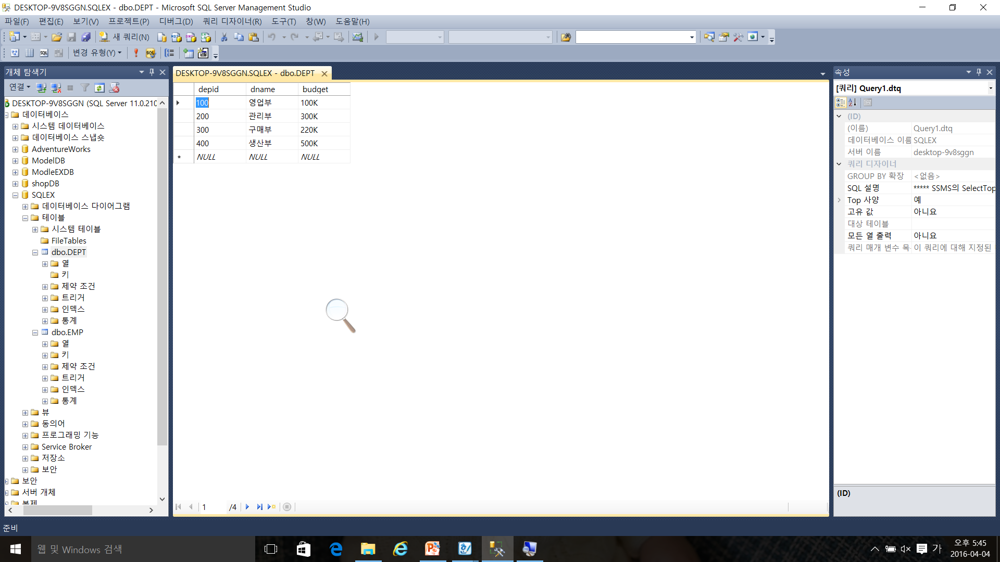 DESKTOP-9V8SGGN.SQLEX - dbo.DEPT - Microsoft SQL Server Management Studio
파일(F) 편집(E) 보기(V) 프로젝트(P) 디버그(D) 쿼리 디자이너(R) 도구(T) 창(W) 도움말(H)
새 쿼리(N)
변경 유형(Y)
개체 탐색기
연결
DESKTOP-9V8SGGN (SQL Server 11.0.210
데이터베이스
시스템 데이터베이스
데이터베이스 스냅숏
AdventureWorks
ModelDB
ModleEXDB
shopDB
SQLEX
데이터베이스 다이어그램
테이블
시스템 테이블
FileTables
dbo.DEPT
열
키
제약 조건
트리거
인덱스
통계
dbo.EMP
열
키
제약 조건
트리거
인덱스
통계
뷰
동의어
프로그래밍 기능
Service Broker
저장소
보안
보안
서버 개체
복제
DESKTOP-9V8SGGN.SQLEX - dbo.DEPT
depid dname budget
100 영업부 100K
200 관리부 300K
300 구매부 220K
400 생산부 500K
* NULL NULL NULL
1 /4
속성
[쿼리] Query1.dtq
(ID)
(이름) Query1.dtq
데이터베이스 이름 SQLEX
서버 이름 desktop-9v8sggn
쿼리 디자이너
GROUP BY 확장 <없음>
SQL 설명 ***** SSMS의 SelectTop
Top 사양 예
고유 값 아니요
대상 테이블
모든 열 출력 아니요
쿼리 매개 변수 목 이 쿼리에 대해 지정된
(ID)
준비
웹 및 Windows 검색
가
오후 5:45
2016-04-04